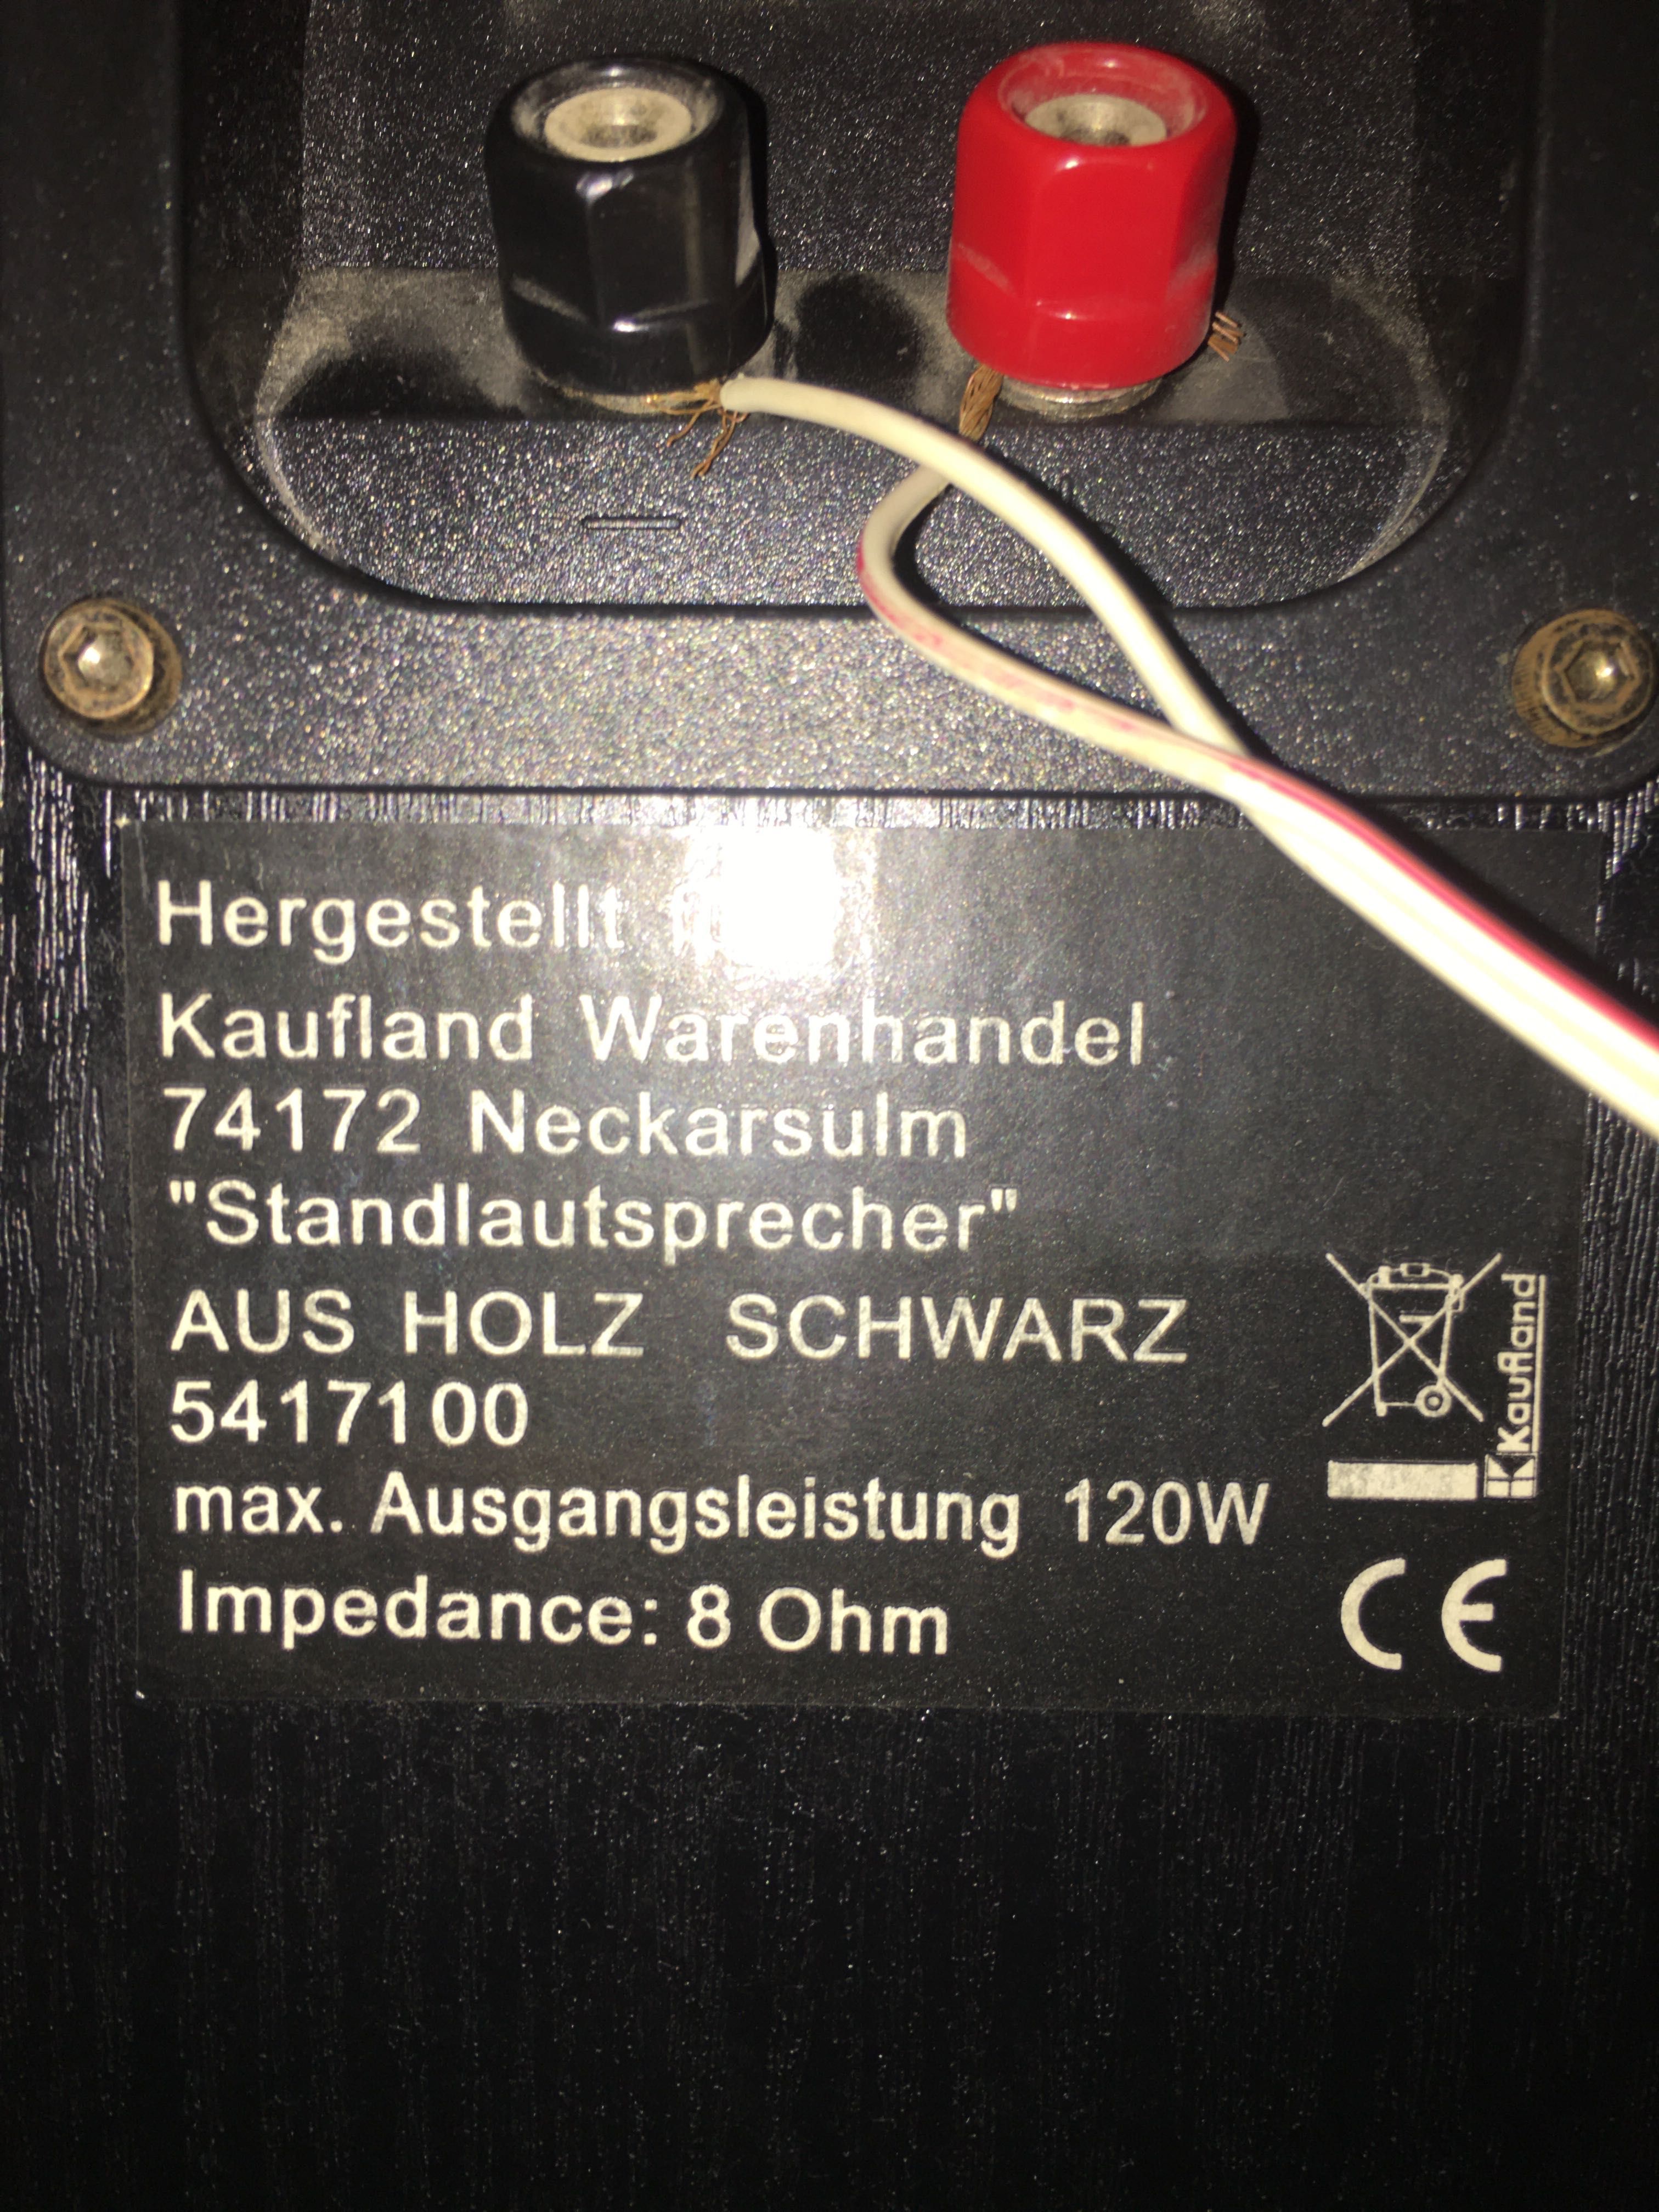 Hergestellt
Kaufland Warenhandel
74172 Neckarsulm
"Standlautsprecher"
AUS HOLZ SCHWARZ
5417100
max. Ausgangsleistung 120W
Impedance: 8 Ohm
Kaufland
CE